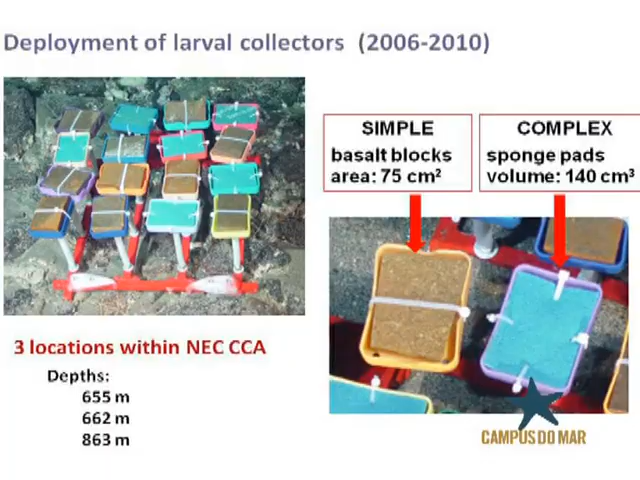 Deployment of larval collectors (2006-2010)
SIMPLE
basalt blocks
area: 75 cm²
COMPLEX
sponge pads
volume: 140 cm³
3 locations within NEC CCA
Depths:
655 m
662 m
863 m
CAMPUS DO MAR